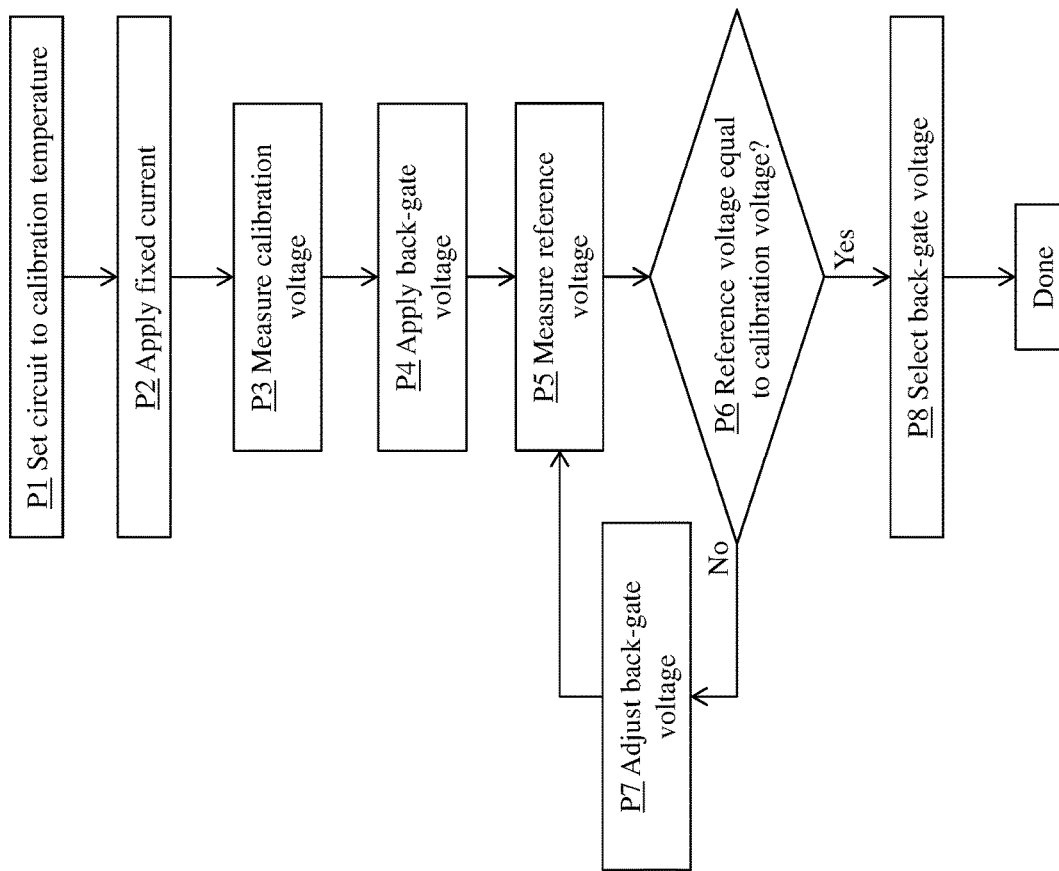 P1 Set circuit to calibration temperature
P2 Apply fixed current
P3 Measure calibration
voltage
P4 Apply back-gate
voltage
P5 Measure reference
voltage
P6 Reference voltage equal
to calibration voltage?
No
Yes
P7 Adjust back-gate
voltage
P8 Select back-gate voltage
Done